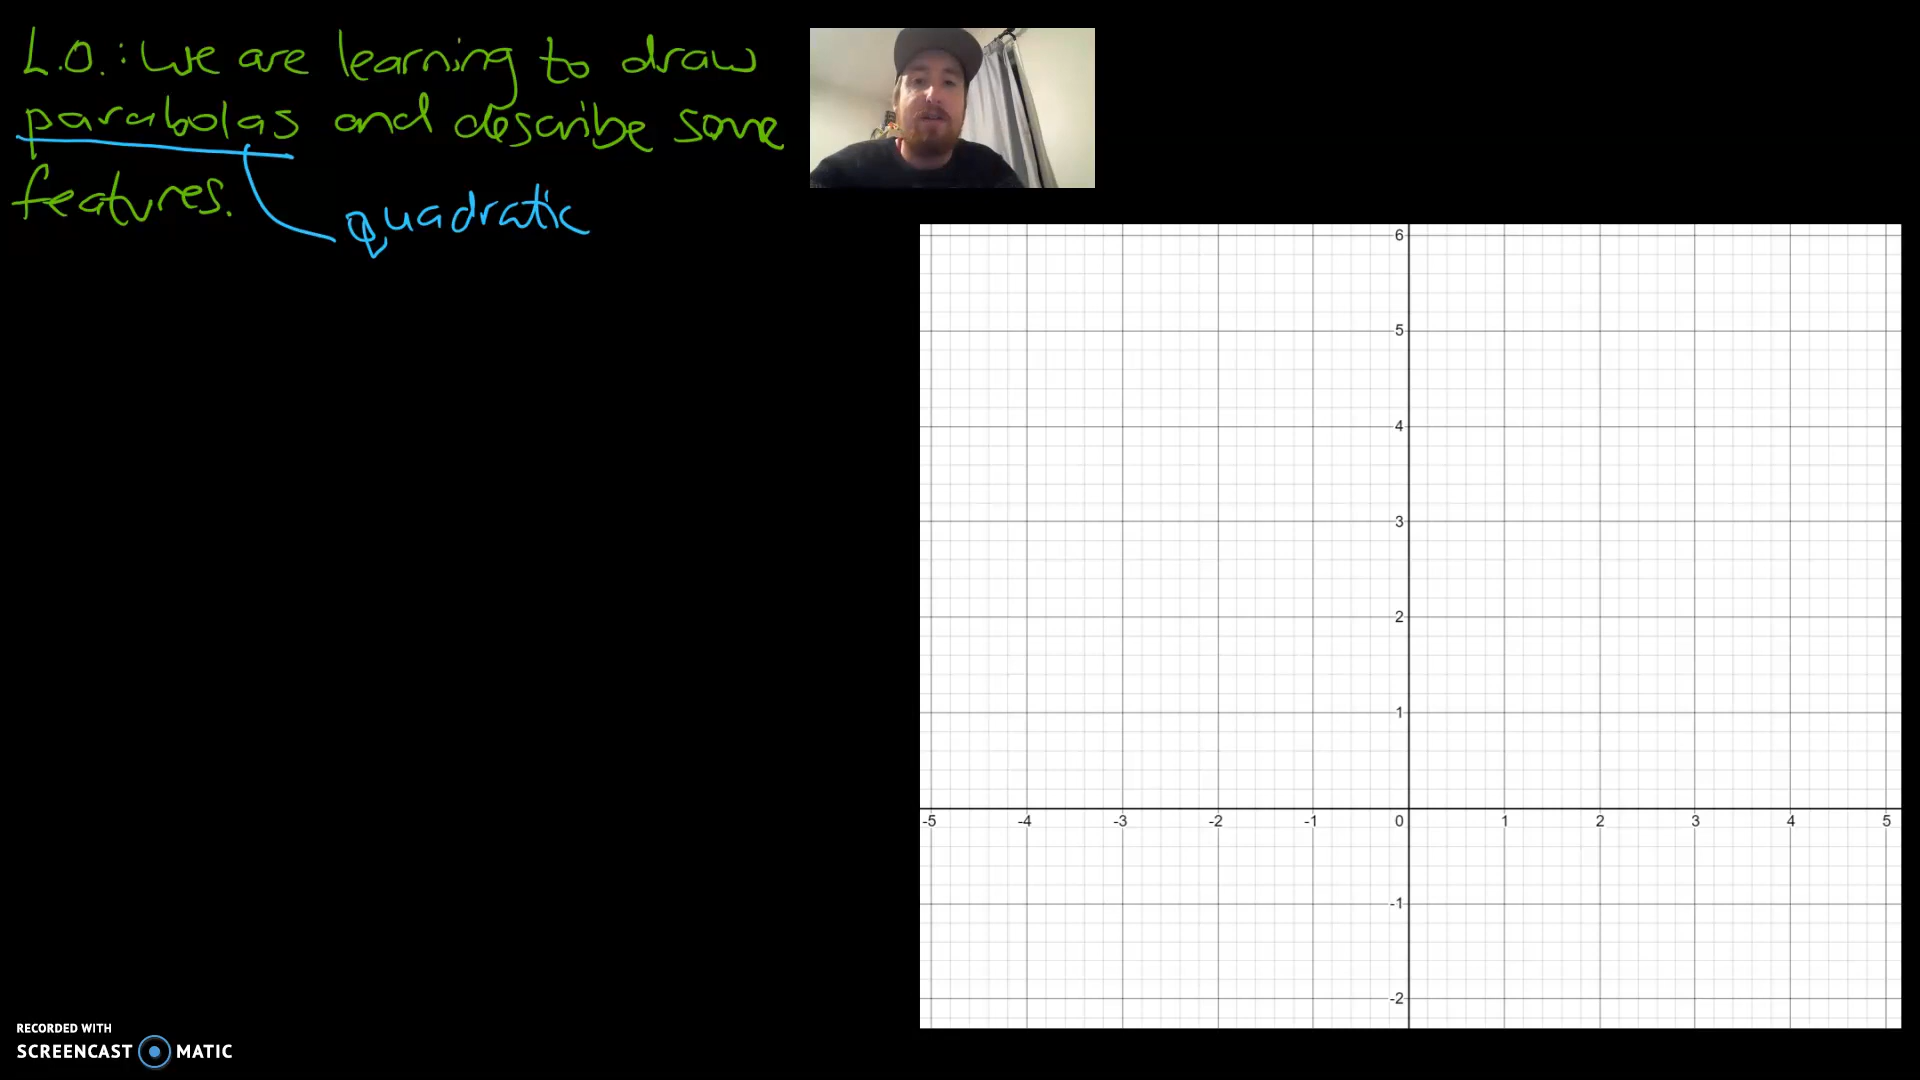 L.O.: We are learning to draw
parabolas and describe some
features.
Quadratic
6
5
4
3
2
1
-5 -4 -3 -2 -1 0 1 2 3 4 5
-1
-2
RECORDED WITH
SCREENCAST MATIC